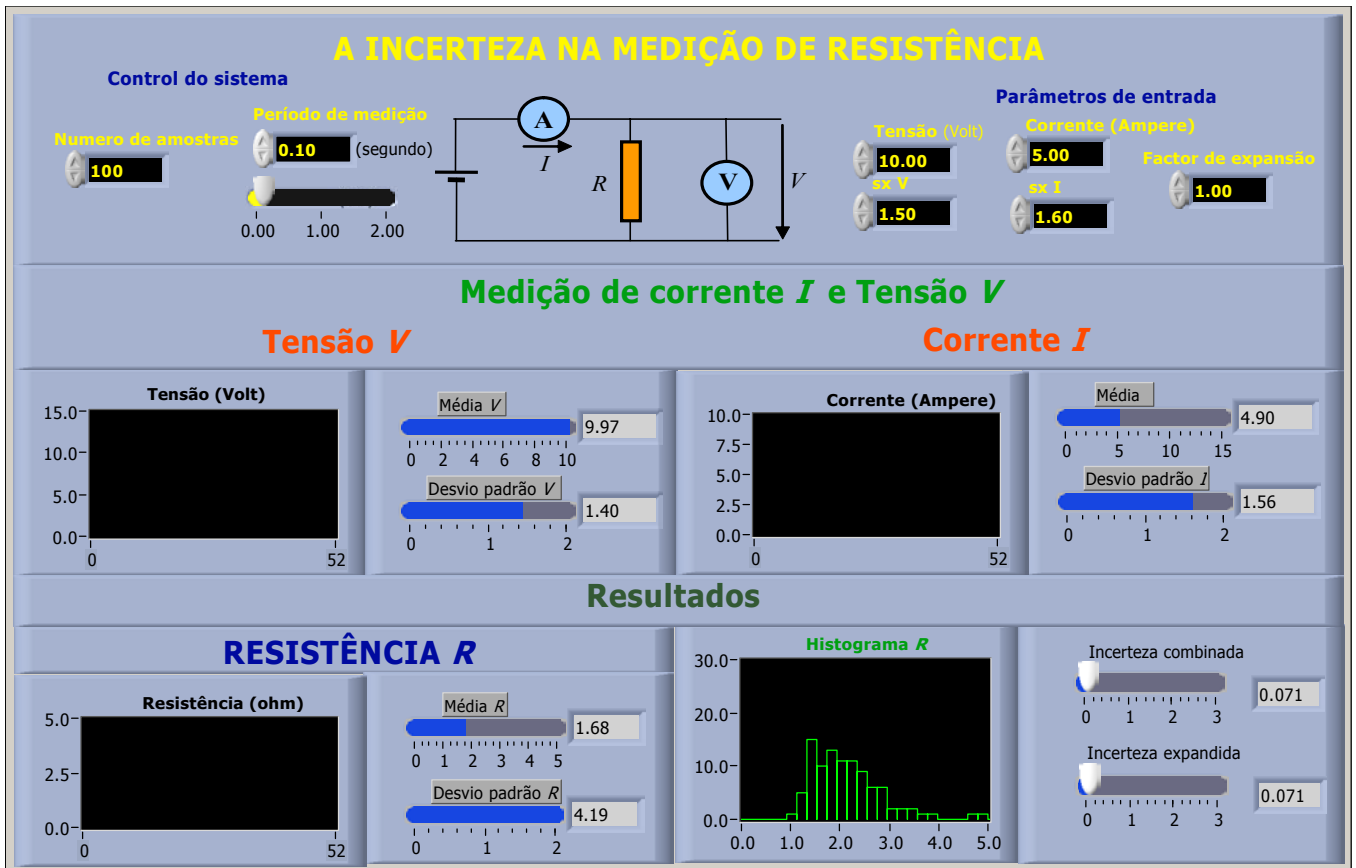 A INCERTEZA NA MEDIÇÃO DE RESISTÊNCIA
Control do sistema
Numero de amostras
100
Período de medição
0.10 (segundo)
0.00 1.00 2.00
A
I
R
V
V
Parâmetros de entrada
Tensão (Volt)
10.00
sx V
1.50
Corrente (Ampere)
5.00
sx I
1.60
Factor de expansão
1.00
Medição de corrente I e Tensão V
Tensão V
Corrente I
Tensão (Volt)
15.0
10.0
5.0
0.0
0 52
Média V
9.97
0 2 4 6 8 10
Desvio padrão V
1.40
0 1 2
Corrente (Ampere)
10.0
7.5
5.0
2.5
0.0
0 52
Média
4.90
0 5 10 15
Desvio padrão I
1.56
0 1 2
Resultados
RESISTÊNCIA R
Resistência (ohm)
5.0
2.5
0.0
0 52
Média R
1.68
0 1 2 3 4 5
Desvio padrão R
4.19
0 1 2
Histograma R
30.0
20.0
10.0
0.0
0.0 1.0 2.0 3.0 4.0 5.0
Incerteza combinada
0.071
0 1 2 3
Incerteza expandida
0.071
0 1 2 3